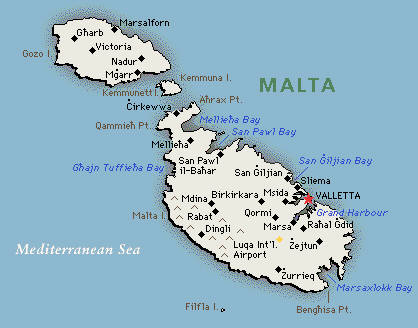 Marsalforn
Għarb
Victoria
Gozo I.
Nadur
Mġarr
Kemmuna I.
Kemmunett I.
MALTA
Ċirkewwa
Aħrax Pt.
Mellieħa Bay
Qammieħ Pt.
San Pawl Bay
Mellieħa
San Pawl
il-Baħar
San Ġiljan Bay
Għajn Tuffieħa Bay
San Ġiljan
Sliema
Mdina
Birkirkara
Msida
VALLETTA
Malta I.
Rabat
Qormi
Grand Harbour
Marsa
Raħal Ġdid
Dingli
Luqa Int'l.
Airport
Żejtun
Mediterranean Sea
Żurrieq
Marsaxlokk Bay
Filfla I.
Benghisa Pt.